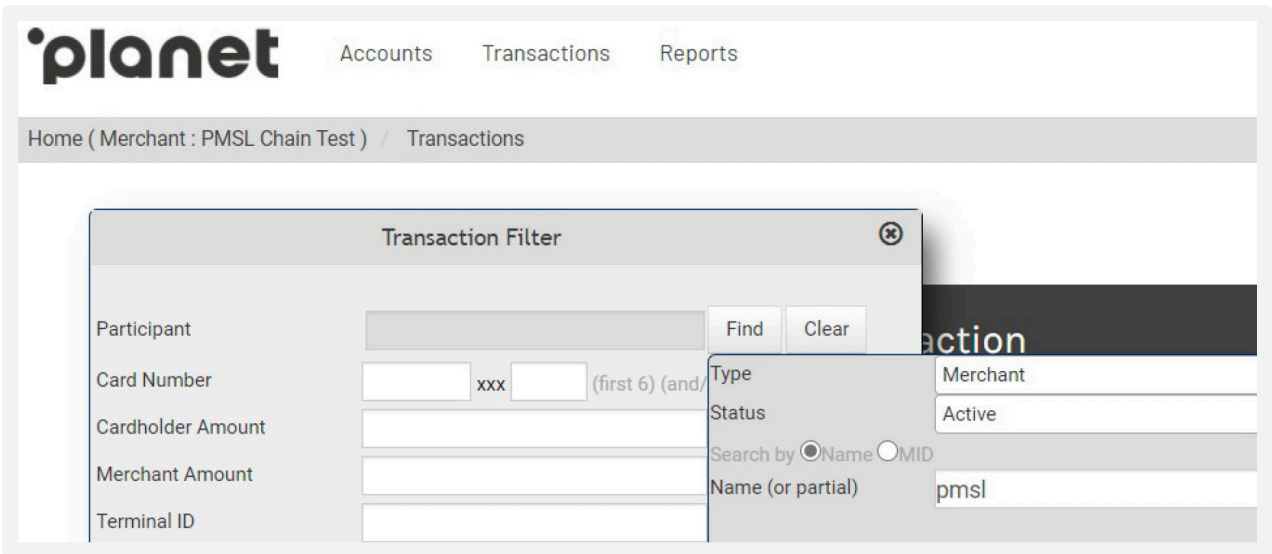 planet Accounts Transactions Reports
Home ( Merchant : PMSL Chain Test ) / Transactions
Transaction Filter
Participant Find Clear
action
Card Number xxx (first 6) (and/ Type Merchant
Status Active
Cardholder Amount
Search by Name MID
Merchant Amount Name (or partial) pmsl
Terminal ID